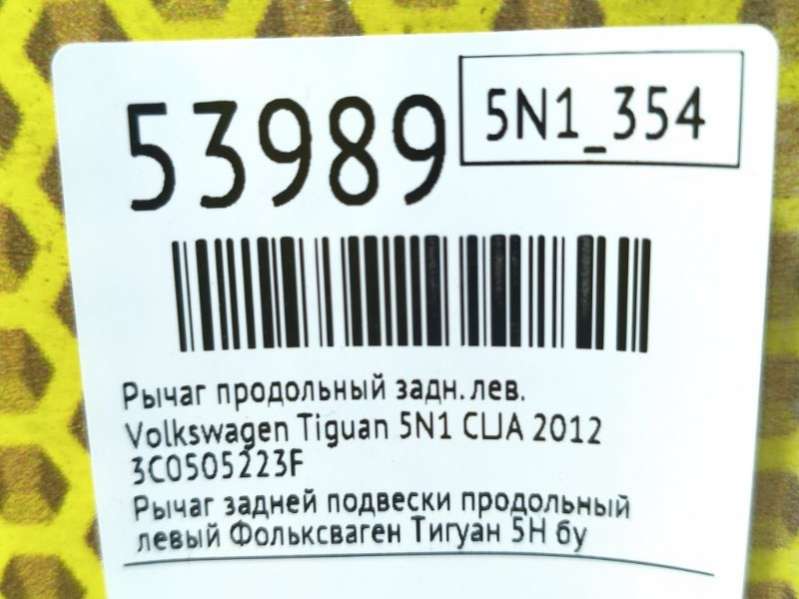 53989
5N1_354
Рычаг продольный задн. лев.
Volkswagen Tiguan 5N1 США 2012
3C0505223F
Рычаг задней подвески продольный
левый Фольксваген Тигуан 5Н бу